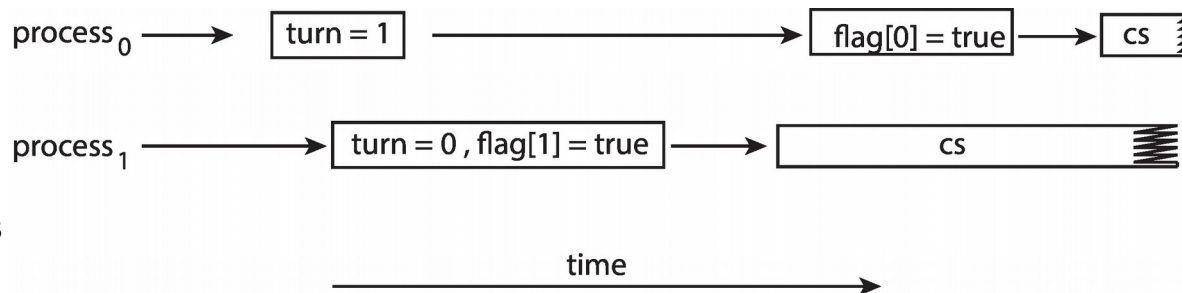 process0 turn = 1 flag[0] = true cs
process1 turn = 0 , flag[1] = true cs
time